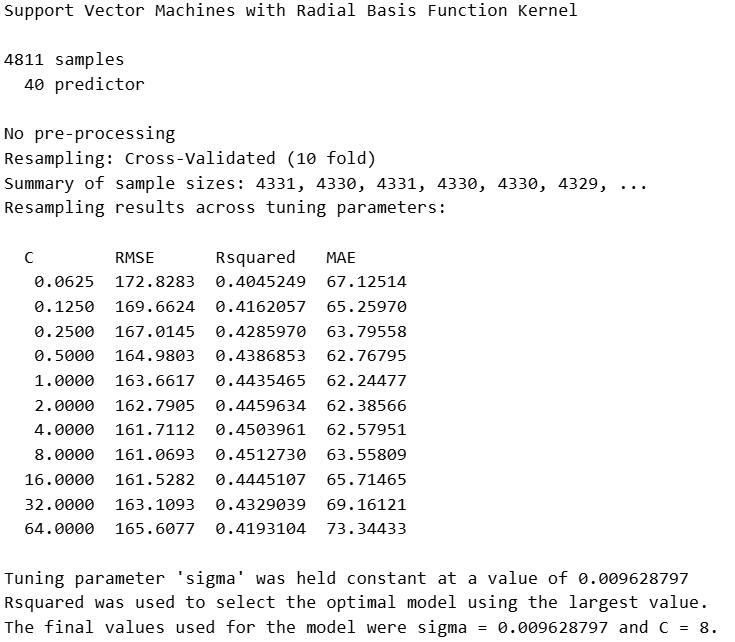 Support Vector Machines with Radial Basis Function Kernel
4811 samples
40 predictor
No pre-processing
Resampling: Cross-Validated (10 fold)
Summary of sample sizes: 4331, 4330, 4331, 4330, 4330, 4329, ...
Resampling results across tuning parameters:
C RMSE Rsquared MAE
0.0625 172.8283 0.4045249 67.12514
0.1250 169.6624 0.4162057 65.25970
0.2500 167.0145 0.4285970 63.79558
0.5000 164.9803 0.4386853 62.76795
1.0000 163.6617 0.4435465 62.24477
2.0000 162.7905 0.4459634 62.38566
4.0000 161.7112 0.4503961 62.57951
8.0000 161.0693 0.4512730 63.55809
16.0000 161.5282 0.4445107 65.71465
32.0000 163.1093 0.4329039 69.16121
64.0000 165.6077 0.4193104 73.34433
Tuning parameter 'sigma' was held constant at a value of 0.009628797
Rsquared was used to select the optimal model using the largest value.
The final values used for the model were sigma = 0.009628797 and C = 8.